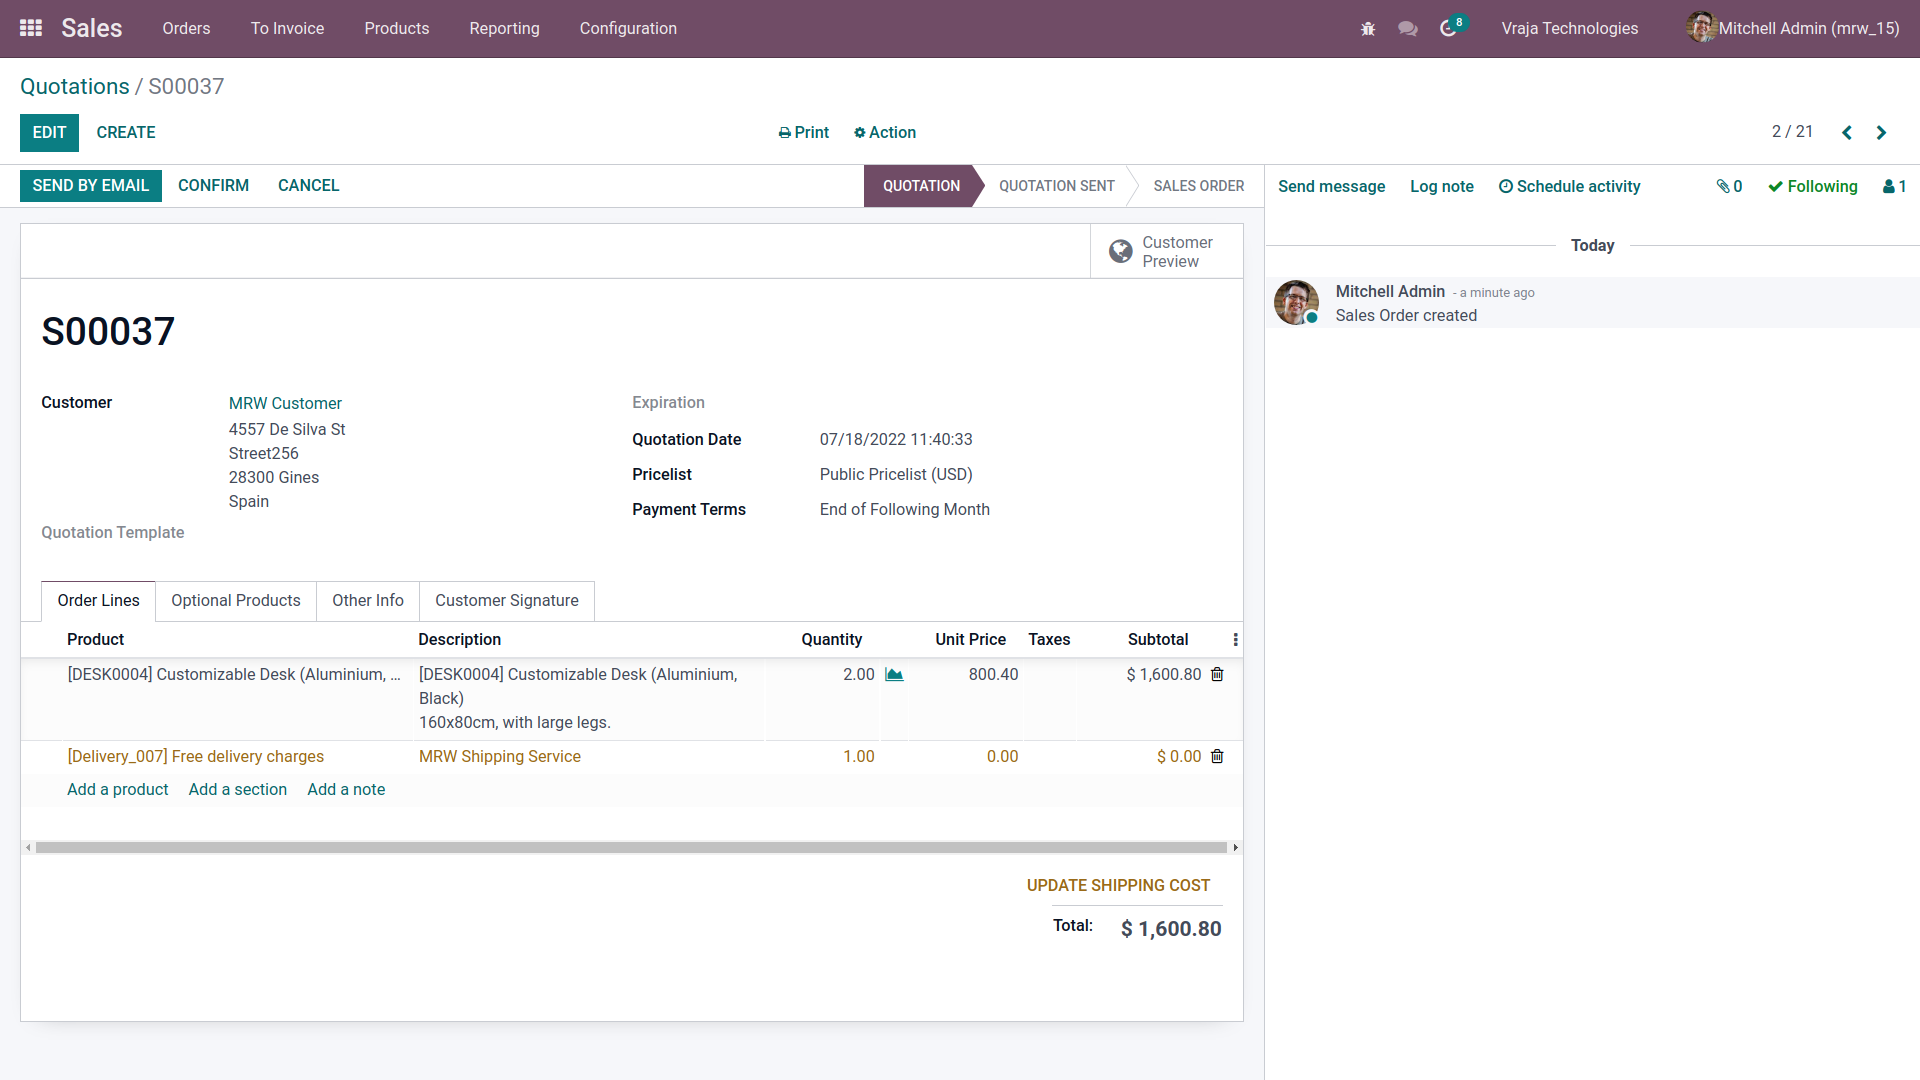 Sales Orders To Invoice Products Reporting Configuration 8 Vraja Technologies Mitchell Admin (mrw_15)
Quotations / S00037
EDIT CREATE Print Action 2 / 21
SEND BY EMAIL CONFIRM CANCEL QUOTATION QUOTATION SENT SALES ORDER Send message Log note Schedule activity 0 Following 1
Customer
Preview
Today
Mitchell Admin - a minute ago
Sales Order created
S00037
Customer MRW Customer
4557 De Silva St
Street256
28300 Gines
Spain
Quotation Template
Expiration
Quotation Date 07/18/2022 11:40:33
Pricelist Public Pricelist (USD)
Payment Terms End of Following Month
Order Lines Optional Products Other Info Customer Signature
Product Description Quantity Unit Price Taxes Subtotal
[DESK0004] Customizable Desk (Aluminium, ... [DESK0004] Customizable Desk (Aluminium, 2.00 800.40 $ 1,600.80
Black)
160x80cm, with large legs.
[Delivery_007] Free delivery charges MRW Shipping Service 1.00 0.00 $ 0.00
Add a product Add a section Add a note
UPDATE SHIPPING COST
Total: $ 1,600.80